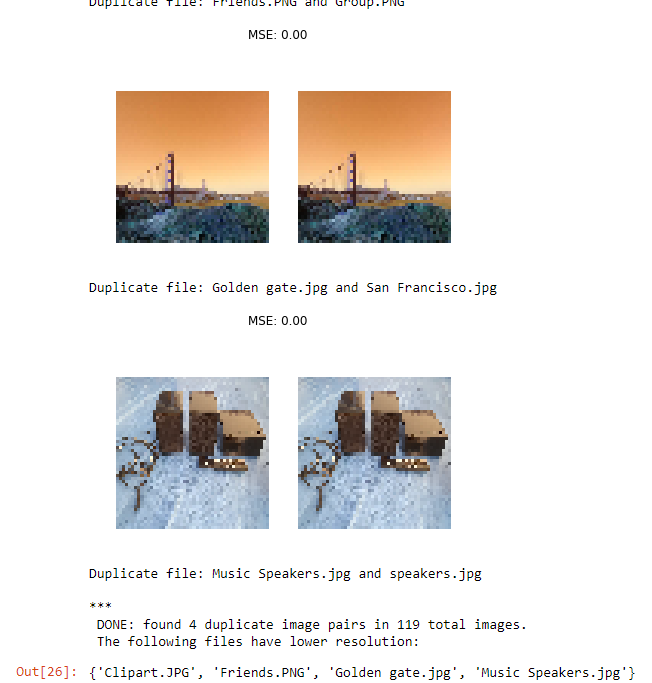 Duplicate file: Friends.PNG and Group.PNG
MSE: 0.00
Duplicate file: Golden gate.jpg and San Francisco.jpg
MSE: 0.00
Duplicate file: Music Speakers.jpg and speakers.jpg
***
DONE: found 4 duplicate image pairs in 119 total images.
The following files have lower resolution:
Out[26]: {'Clipart.JPG', 'Friends.PNG', 'Golden gate.jpg', 'Music Speakers.jpg'}